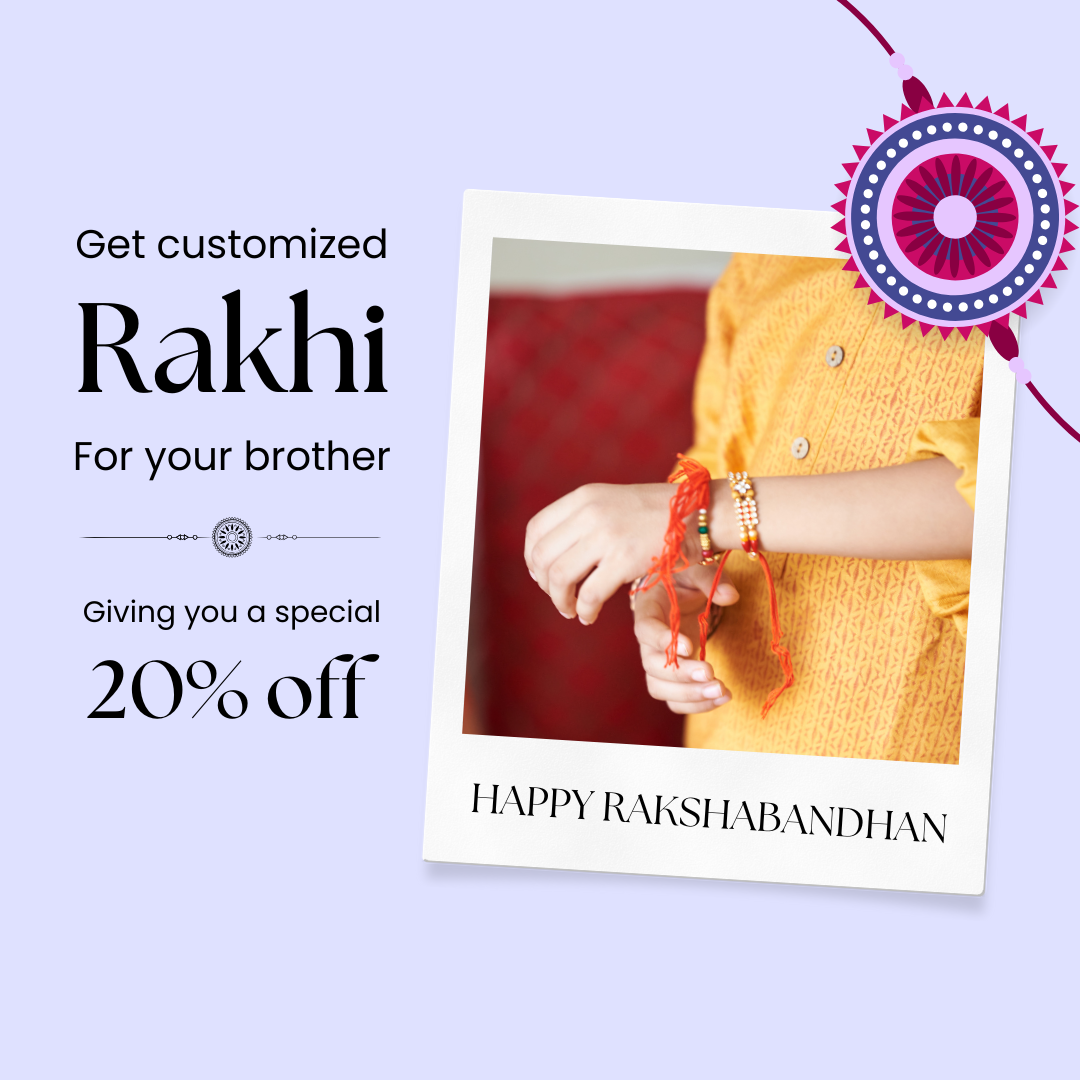 Get customized
Rakhi
For your brother
Giving you a special
20% off
HAPPY RAKSHABANDHAN